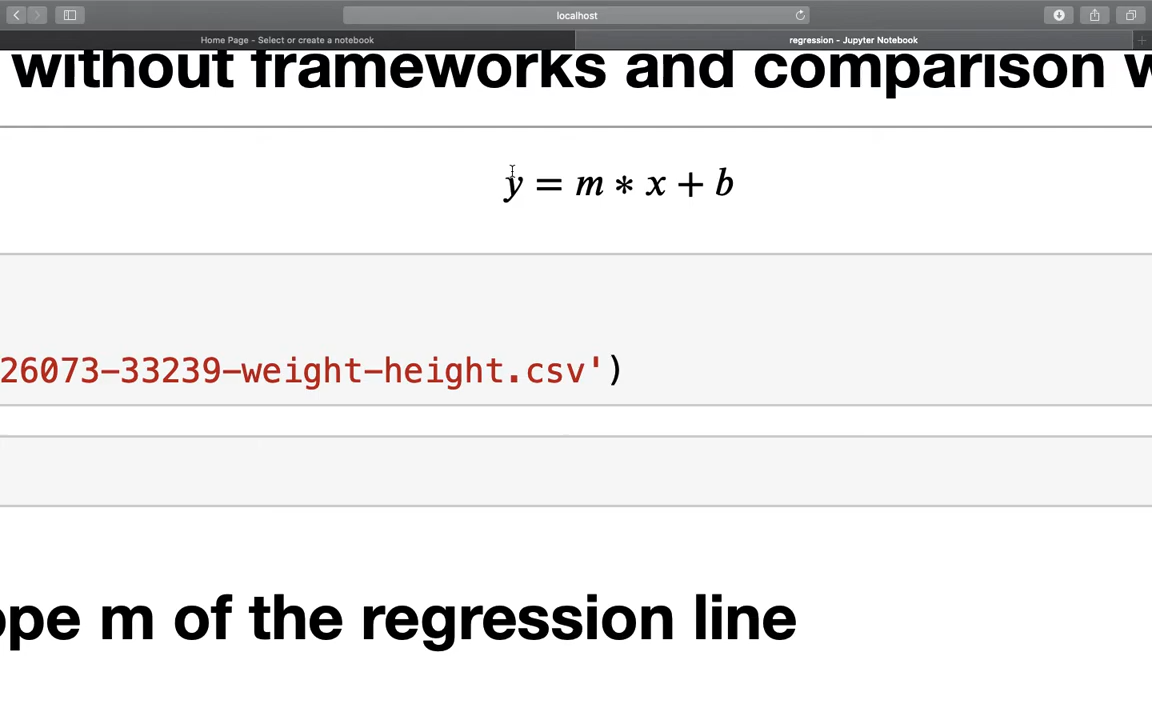 localhost
Home Page - Select or create a notebook
regression - Jupyter Notebook
without frameworks and comparison
y = m ∗ x + b
26073-33239-weight-height.csv')
ope m of the regression line